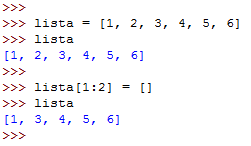 >>>
>>> lista = [1, 2, 3, 4, 5, 6]
>>> lista
[1, 2, 3, 4, 5, 6]
>>>
>>> lista[1:2] = []
>>> lista
[1, 3, 4, 5, 6]
>>>